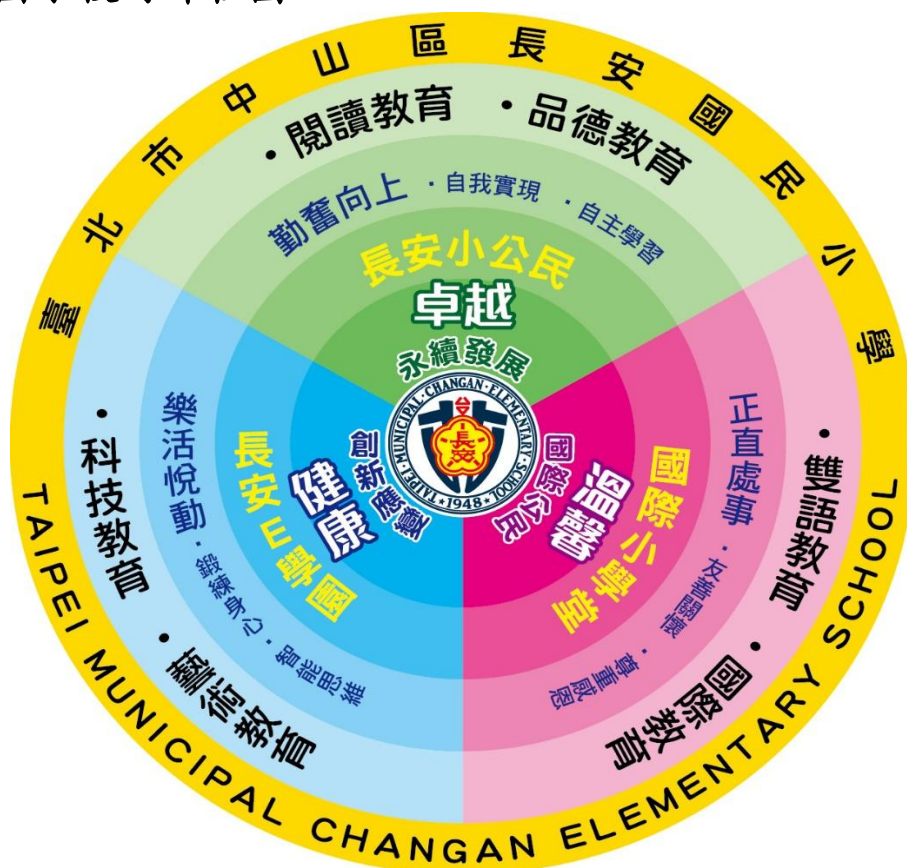 臺北市中山區長安國民小學
・閱讀教育
・品德教育
勤奮向上
・自我實現
・自主學習
長安小公民
卓越
永續發展
TAIPEI・MUNICIPAL・CHANGAN・ELEMENTARY・SCHOOL
★1948★
長安
創新應變
健康
長安E學園
樂活悅動
・鍛練身心
・智能思維
・科技教育
・藝術教育
國際公民
溫馨
國際小學堂
正直處事
・友善關懷
・尊重感恩
・雙語教育
・國際教育
TAIPEI MUNICIPAL CHANGAN ELEMENTARY SCHOOL